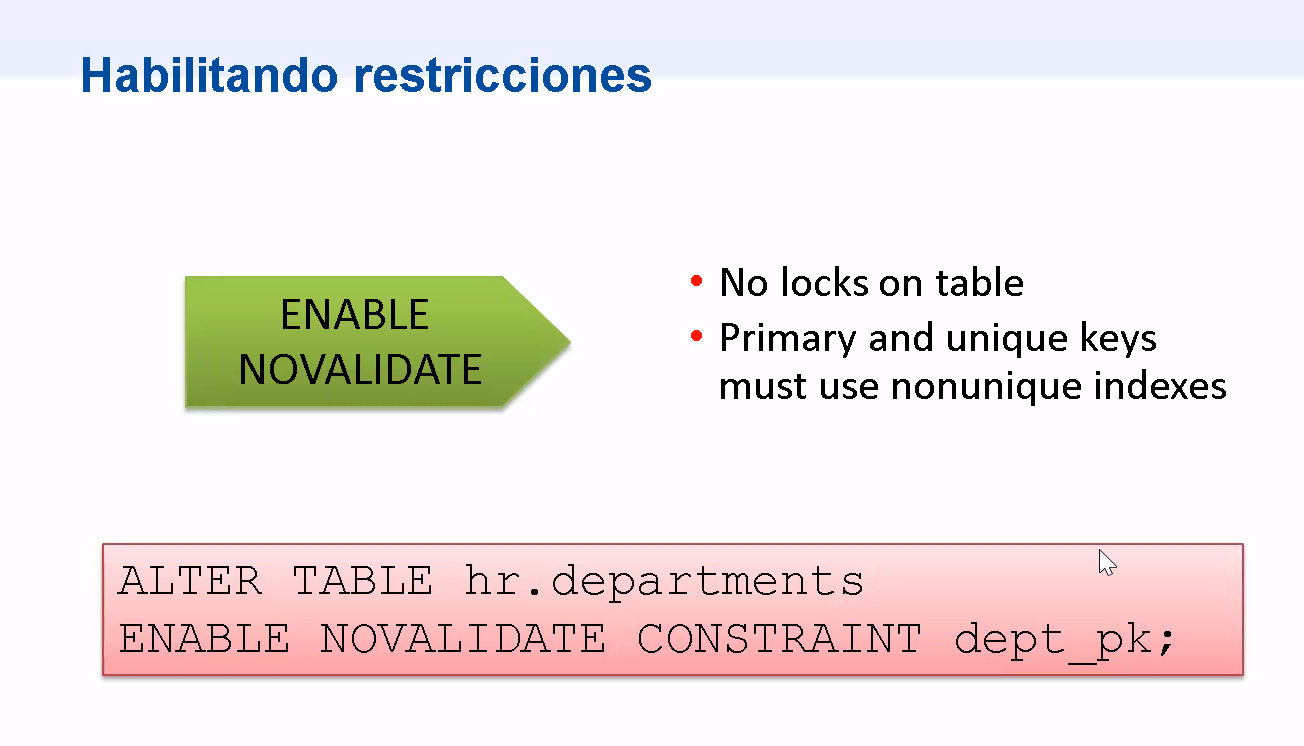 Habilitando restricciones
ENABLE
NOVALIDATE
• No locks on table
• Primary and unique keys
must use nonunique indexes
ALTER TABLE hr.departments
ENABLE NOVALIDATE CONSTRAINT dept_pk;